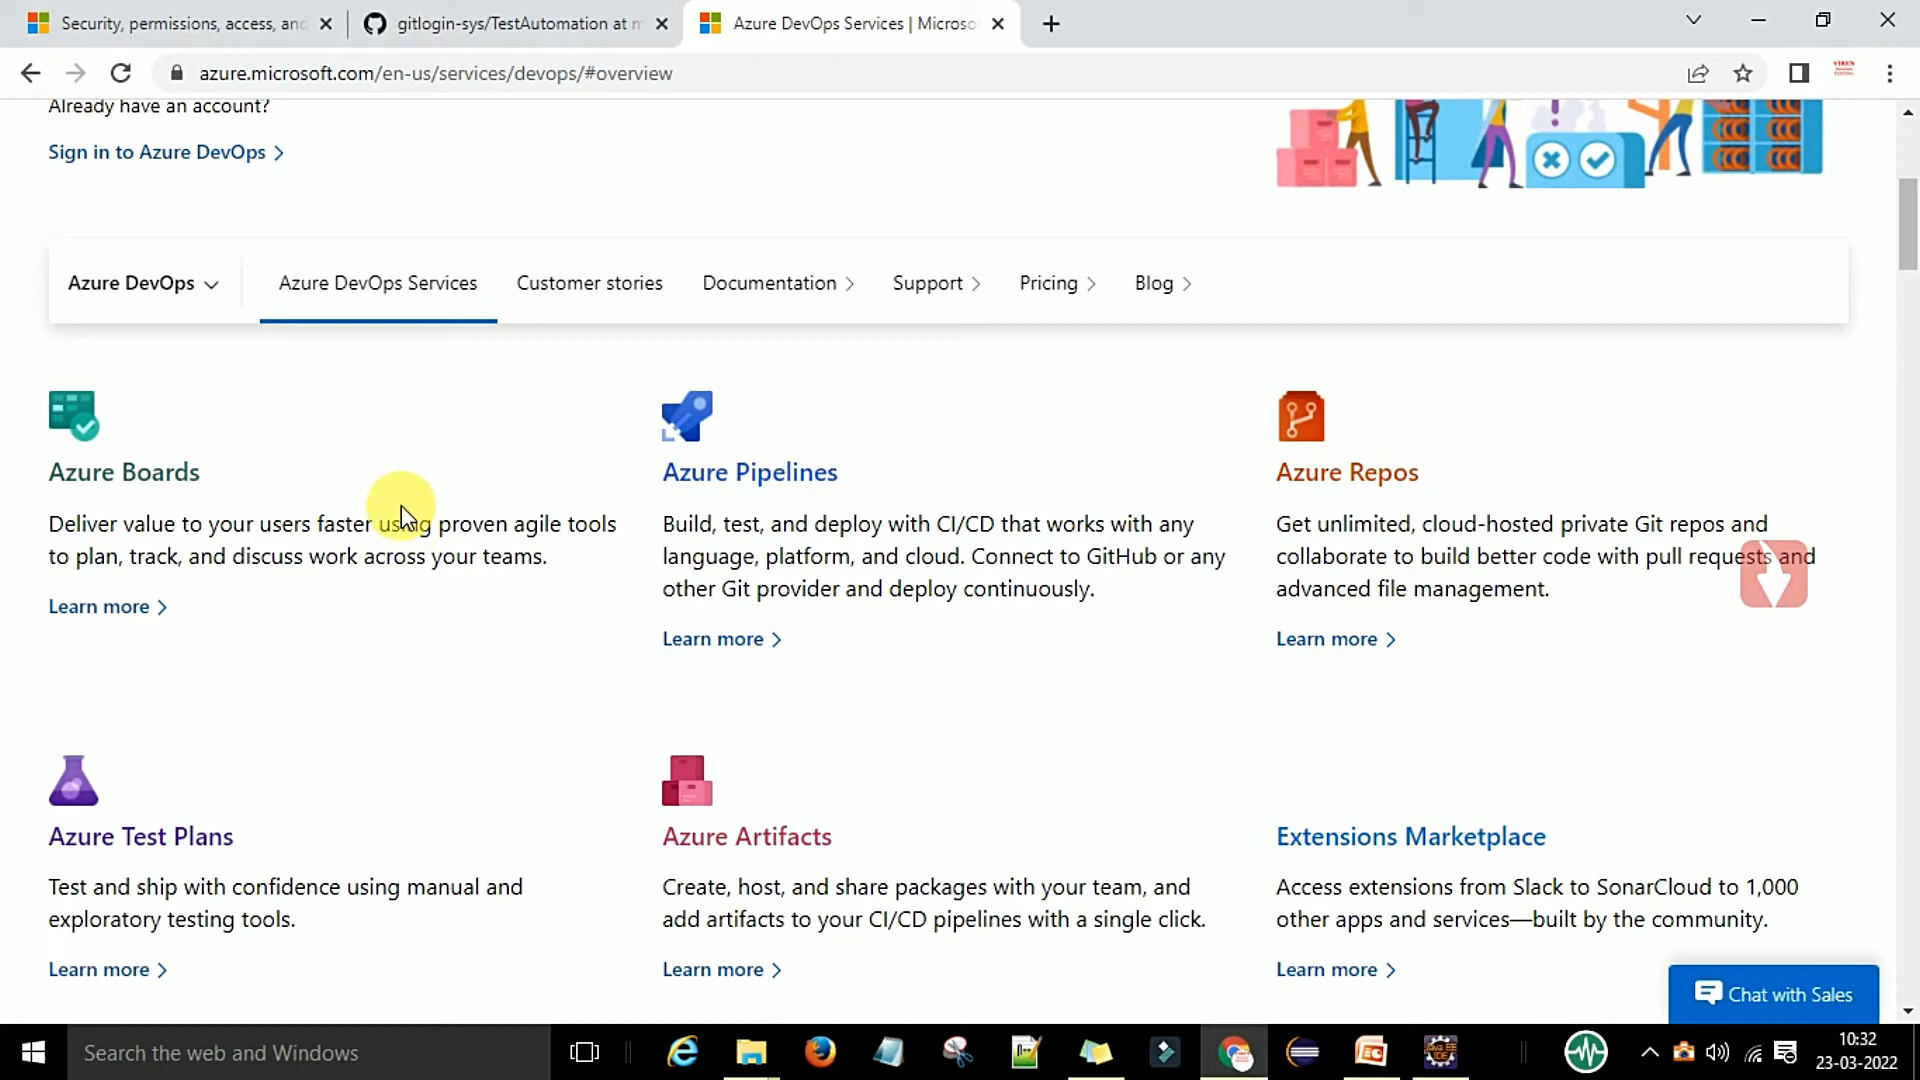 Security, permissions, access, and
gitlogin-sys/TestAutomation at m
Azure DevOps Services | Microso
azure.microsoft.com/en-us/services/devops/#overview
Already have an account?
Sign in to Azure DevOps
Azure DevOps
Azure DevOps Services
Customer stories
Documentation
Support
Pricing
Blog
Azure Boards
Deliver value to your users faster using proven agile tools
to plan, track, and discuss work across your teams.
Learn more
Azure Pipelines
Build, test, and deploy with CI/CD that works with any
language, platform, and cloud. Connect to GitHub or any
other Git provider and deploy continuously.
Learn more
Azure Repos
Get unlimited, cloud-hosted private Git repos and
collaborate to build better code with pull requests and
advanced file management.
Learn more
Azure Test Plans
Test and ship with confidence using manual and
exploratory testing tools.
Learn more
Azure Artifacts
Create, host, and share packages with your team, and
add artifacts to your CI/CD pipelines with a single click.
Learn more
Extensions Marketplace
Access extensions from Slack to SonarCloud to 1,000
other apps and services—built by the community.
Learn more
Chat with Sales
Search the web and Windows
10:32
23-03-2022